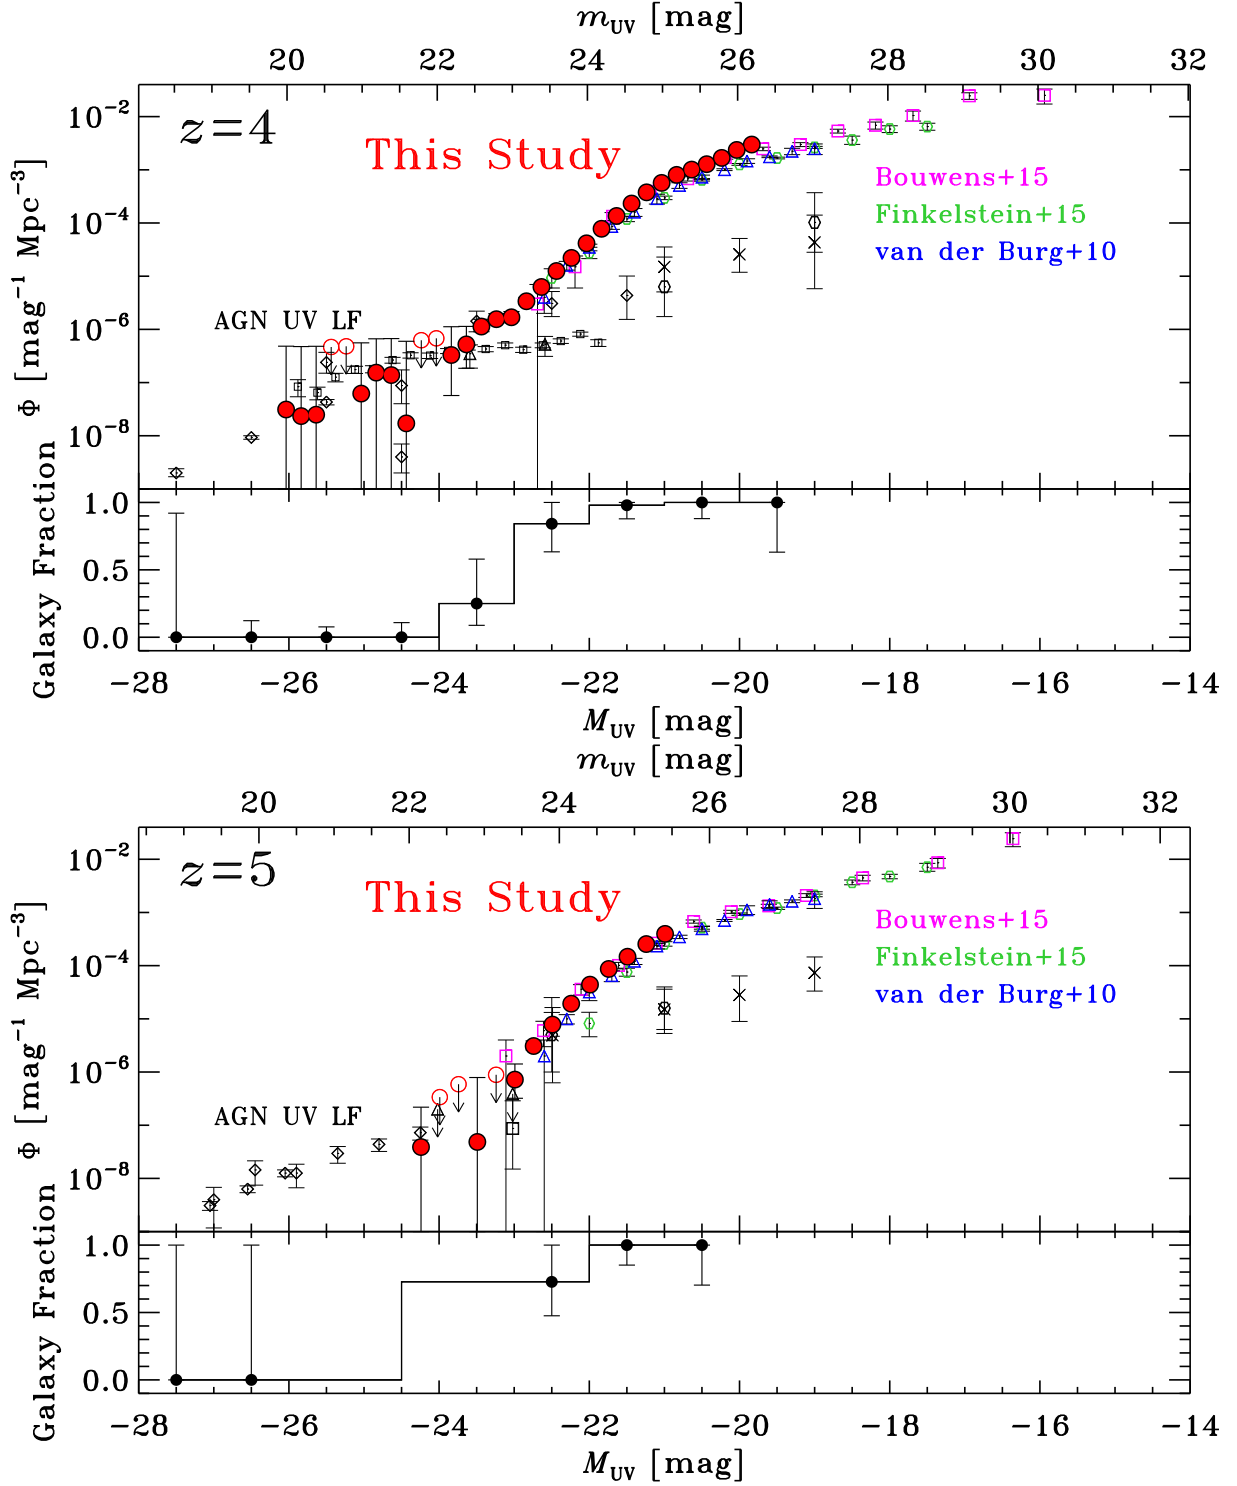 m_UV [mag]
20 22 24 26 28 30 32
z=4
This Study
Bouwens+15
Finkelstein+15
van der Burg+10
AGN UV LF
Φ [mag⁻¹ Mpc⁻³]
10⁻²
10⁻⁴
10⁻⁶
10⁻⁸
Galaxy Fraction
1.0
0.5
0.0
−28 −26 −24 −22 −20 −18 −16 −14
M_UV [mag]
m_UV [mag]
20 22 24 26 28 30 32
z=5
This Study
Bouwens+15
Finkelstein+15
van der Burg+10
AGN UV LF
Φ [mag⁻¹ Mpc⁻³]
10⁻²
10⁻⁴
10⁻⁶
10⁻⁸
Galaxy Fraction
1.0
0.5
0.0
−28 −26 −24 −22 −20 −18 −16 −14
M_UV [mag]